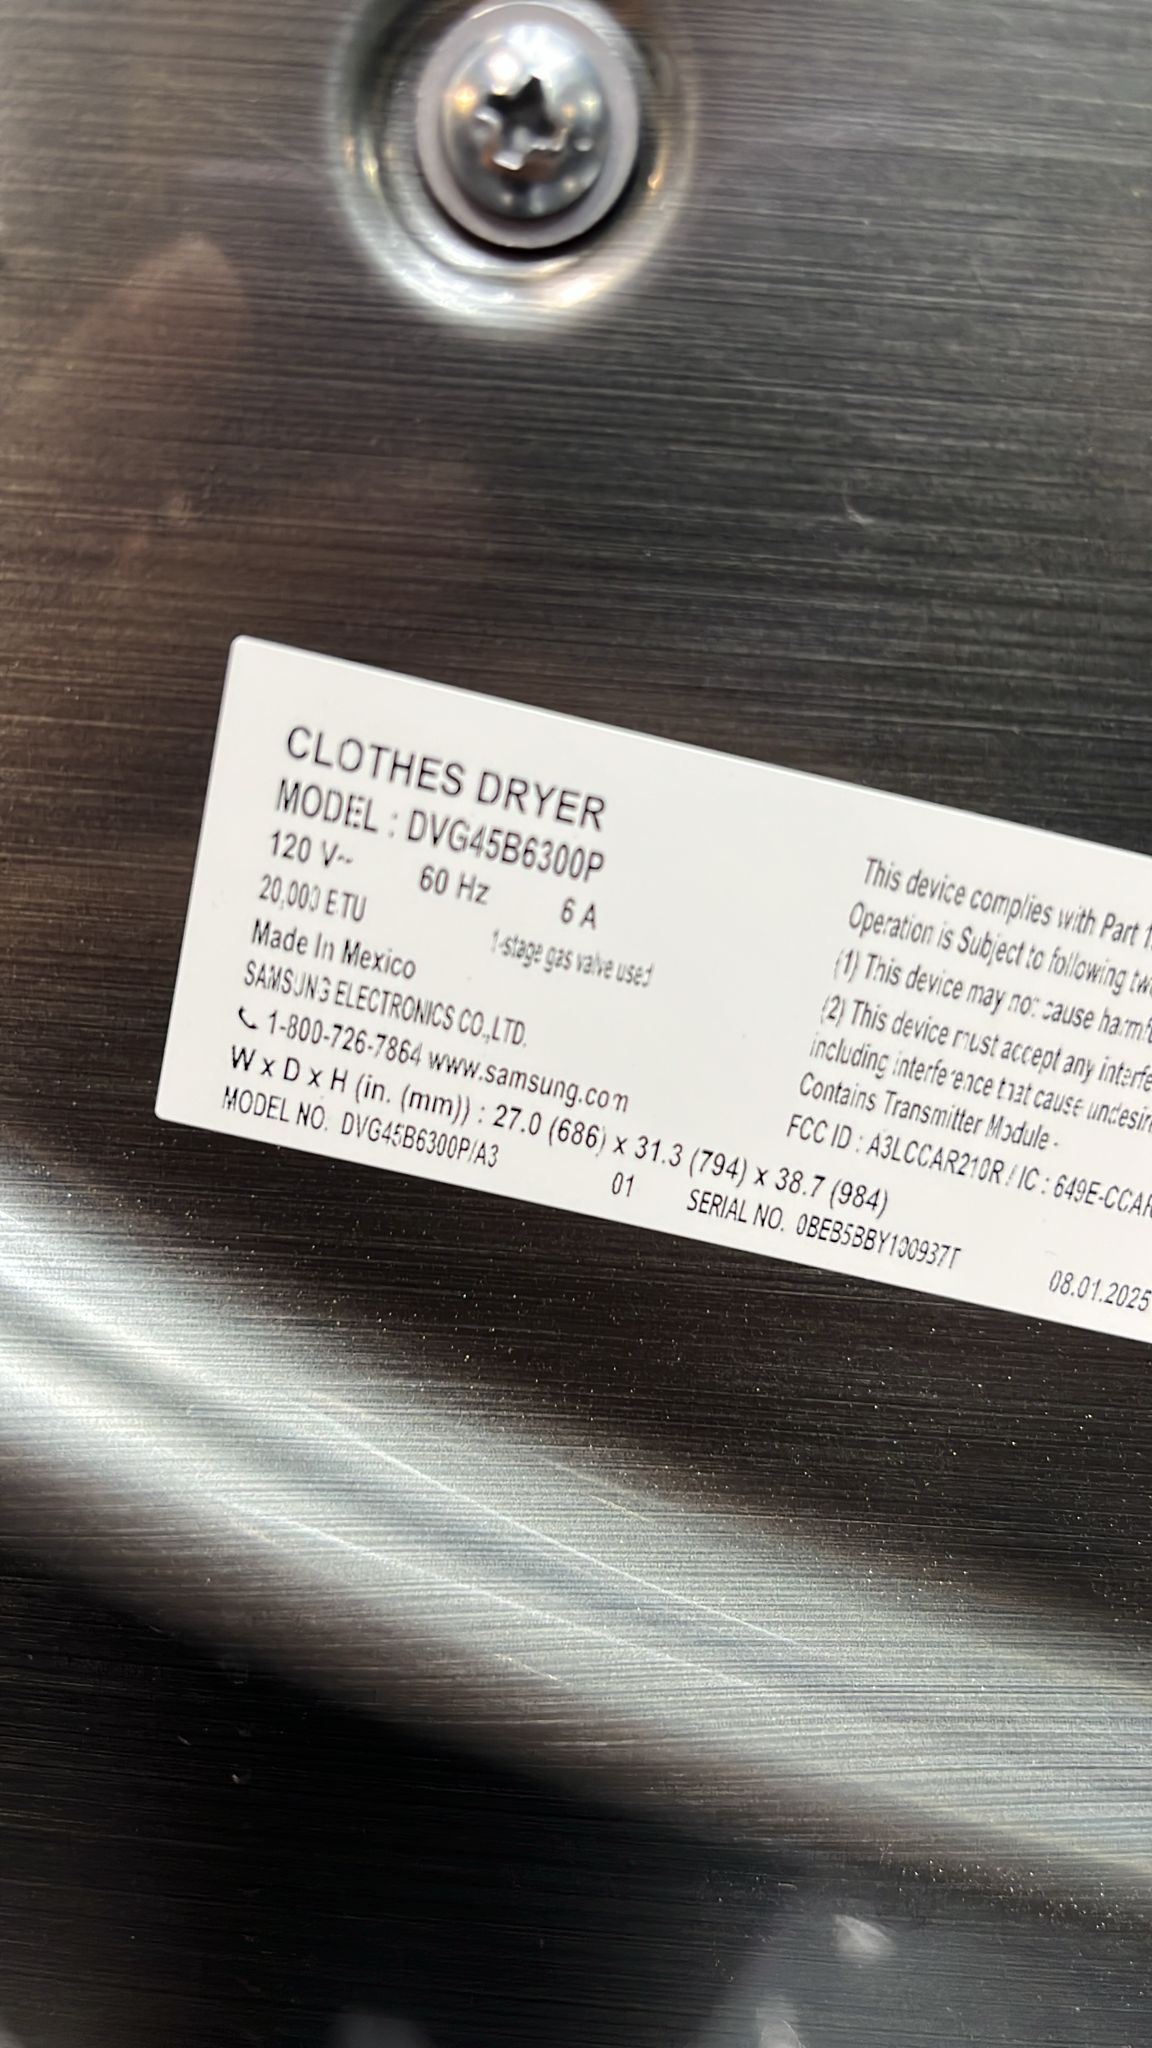 CLOTHES DRYER
MODEL : DVG45B6300P
120 V~ 60 Hz 6 A
20,000 BTU 1-stage gas valve used
Made In Mexico
SAMSUNG ELECTRONICS CO.,LTD.
1-800-726-7864 www.samsung.com
W x D x H (in. (mm)) : 27.0 (686) x 31.3 (794) x 38.7 (984)
MODEL NO. DVG45B6300P/A3 01 SERIAL NO. 0BEB5BBY100937T 08.01.2025
This device complies with Part
Operation is Subject to following
(1) This device may not cause
(2) This device must accept any
including interference that cause
Contains Transmitter Module -
FCC ID : A3LCCAR210R / IC : 649E-